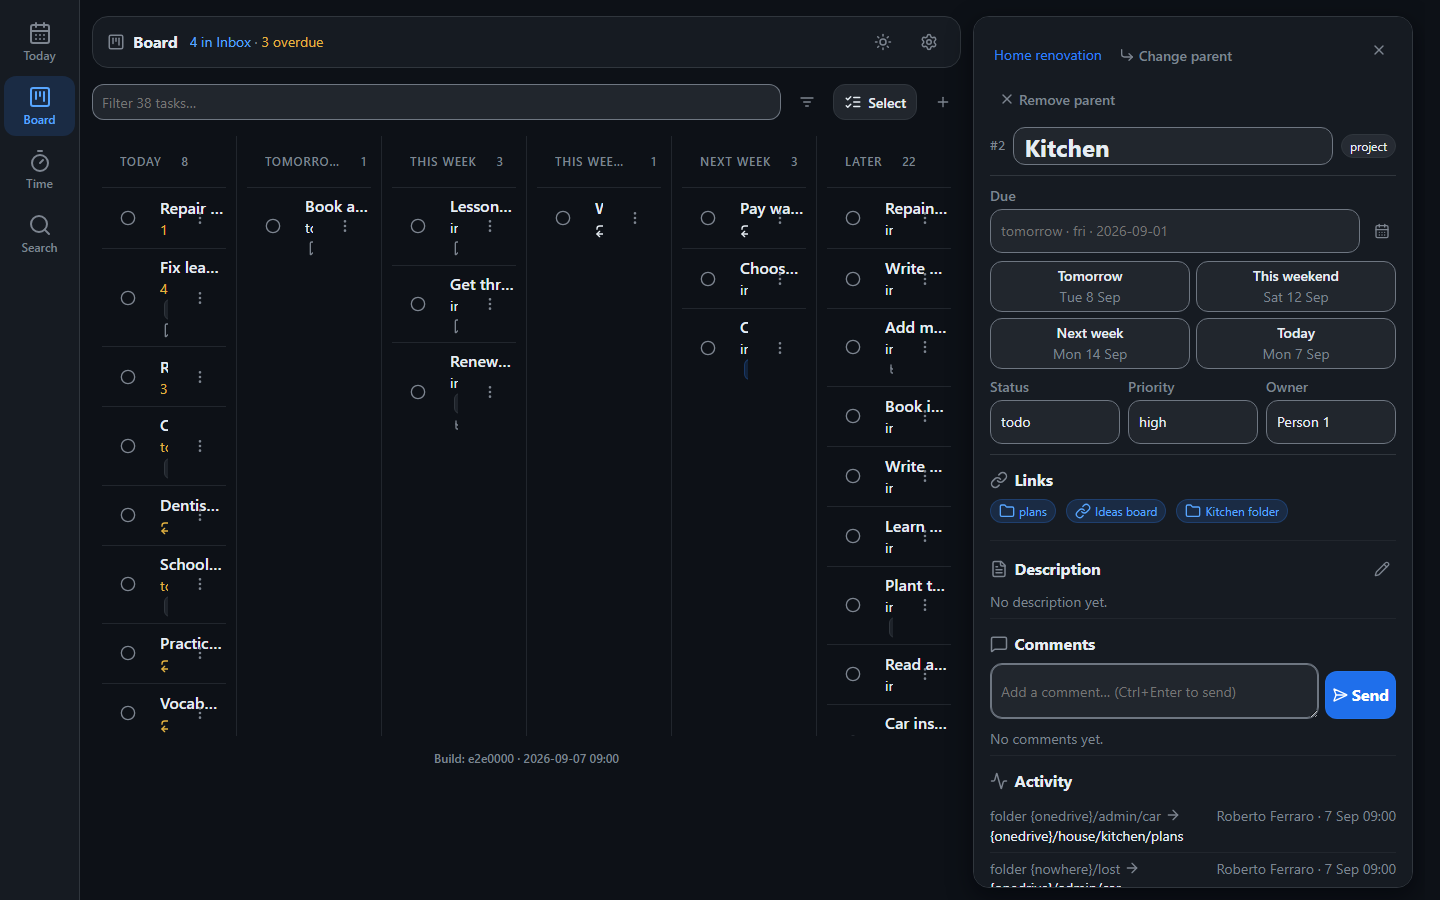 Today
Board
Time
Search
Board 4 in Inbox · 3 overdue
Filter 38 tasks...
Select
TODAY 8
Repair ...
1
Fix lea...
4
R
3
C
Dentis...
School...
Practic...
Vocab...
TOMORRO... 1
Book a...
THIS WEEK 3
Lesson...
Get thr...
Renew...
THIS WEE... 1
NEXT WEEK 3
Pay wa...
Choos...
C
LATER 22
Repain...
Write ...
Add m...
Book i...
Write ...
Learn ...
Plant t...
Read a...
Car ins...
Build: e2e0000 · 2026-09-07 09:00
Home renovation Change parent
Remove parent
#2 Kitchen project
Due
tomorrow · fri · 2026-09-01
Tomorrow
Tue 8 Sep
This weekend
Sat 12 Sep
Next week
Mon 14 Sep
Today
Mon 7 Sep
Status Priority Owner
todo high Person 1
Links
plans Ideas board Kitchen folder
Description
No description yet.
Comments
Add a comment... (Ctrl+Enter to send)
Send
No comments yet.
Activity
folder {onedrive}/admin/car → Roberto Ferraro · 7 Sep 09:00
{onedrive}/house/kitchen/plans
folder {nowhere}/lost → Roberto Ferraro · 7 Sep 09:00
{onedrive}/admin/car